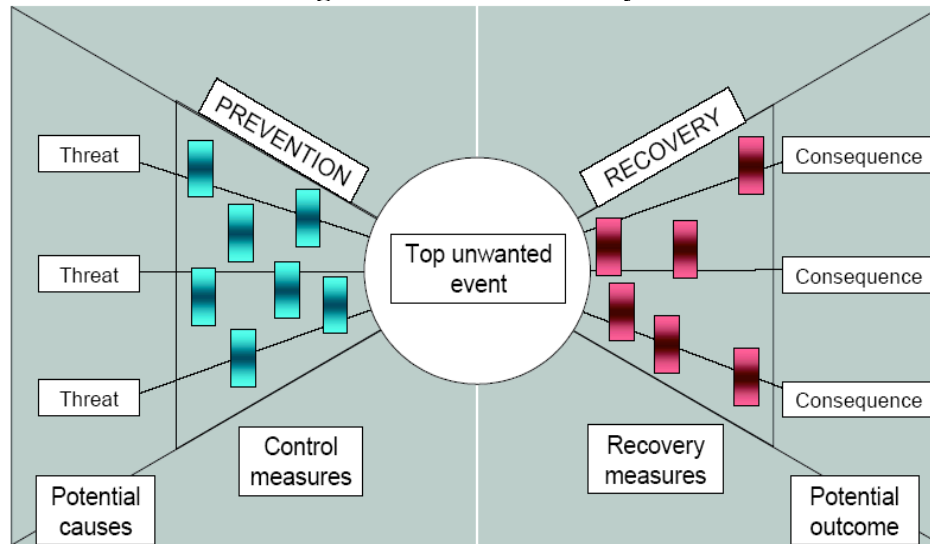 PREVENTION
RECOVERY
Threat
Consequence
Top unwanted
event
Threat
Consequence
Threat
Consequence
Control
measures
Recovery
measures
Potential
causes
Potential
outcome